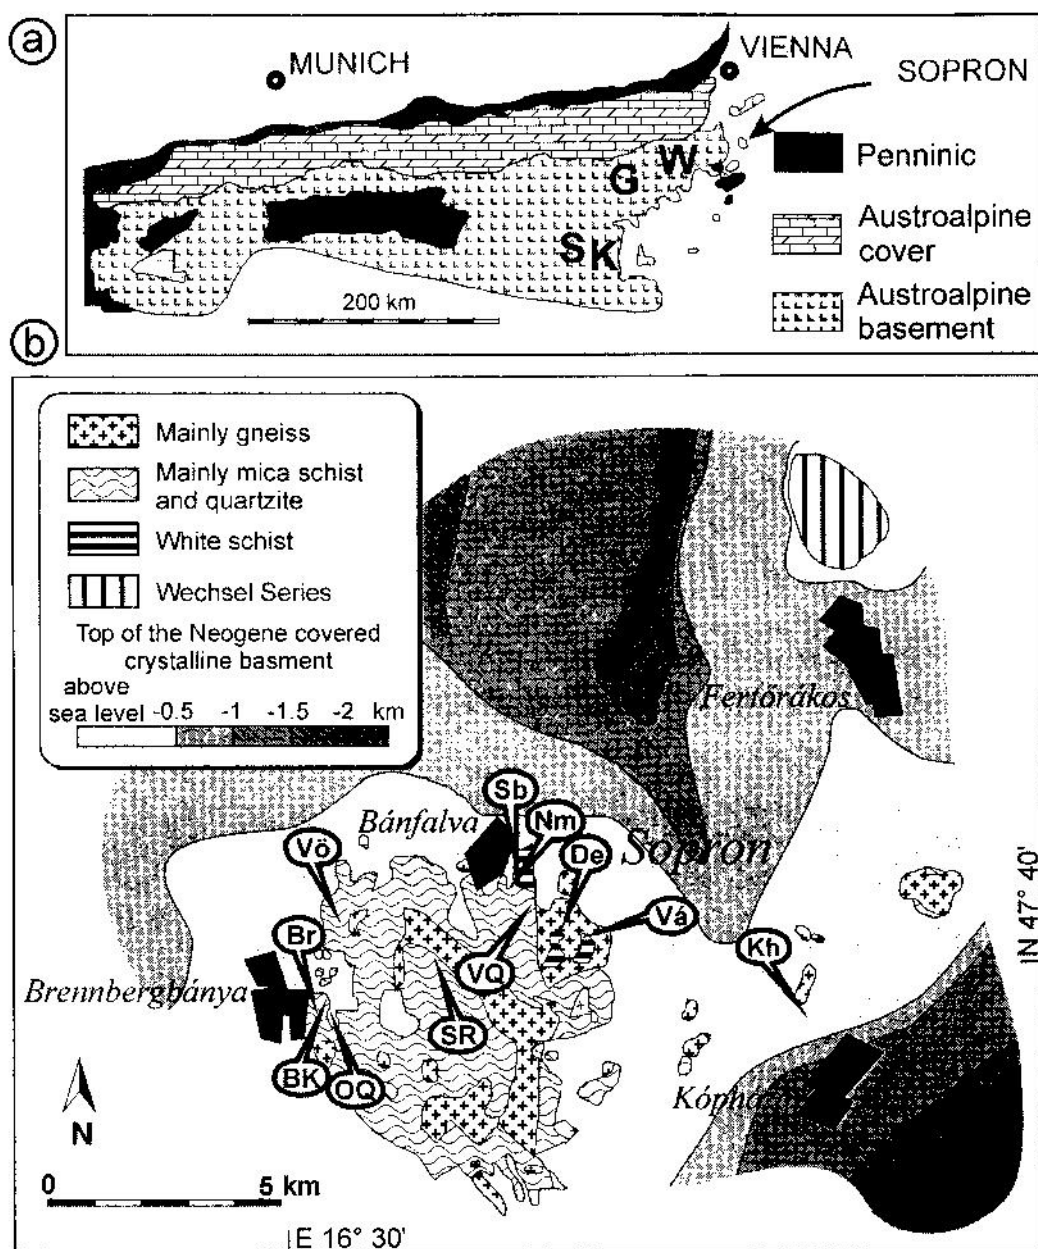 a
MUNICH
VIENNA
SOPRON
Penninic
W
G
Austroalpine
cover
S
K
200 km
Austroalpine
basement
b
Mainly gneiss
Mainly mica schist
and quartzite
White schist
Wechsel Series
Top of the Neogene covered
crystalline basment
above
sea level -0.5 -1 -1.5 -2 km
Fertőrákos
Sb
Bánfalva
Nm
Vö
De
Sopron
Vá
Br
Kh
VQ
Brennbergbánya
SR
BK
OQ
N
0 5 km
E 16° 30'
N 47° 40'